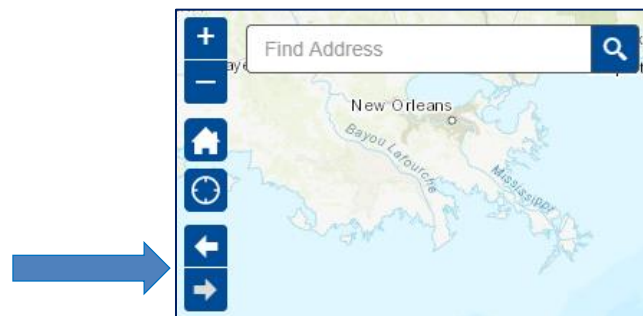 +
Find Address
−
New Orleans
Bayou Lafourche
Mississippi